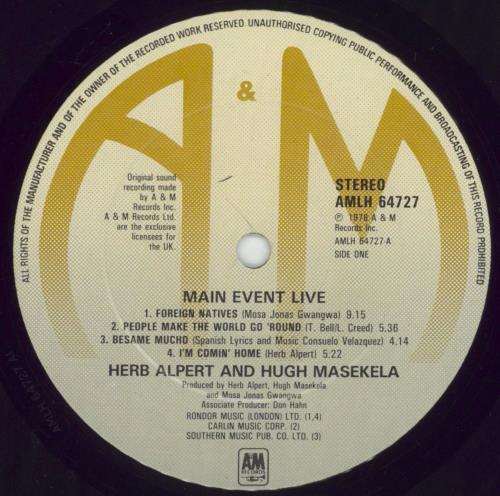 ALL RIGHTS OF THE MANUFACTURER AND OF THE OWNER OF THE RECORDED WORK RESERVED UNAUTHORISED COPYING PUBLIC PERFORMANCE AND BROADCASTING OF THIS RECORD PROHIBITED
A & M
Original sound
recording made
by A & M
Records Inc.
A & M Records Ltd.
are the exclusive
licensees for
the UK.
STEREO
AMLH 64727
℗ 1978 A & M
Records Inc.
AMLH 64727-A
SIDE ONE
MAIN EVENT LIVE
1. FOREIGN NATIVES (Mosa Jonas Gwangwa) 9.15
2. PEOPLE MAKE THE WORLD GO 'ROUND (T. Bell/L. Creed) 5.36
3. BESAME MUCHO (Spanish Lyrics and Music Consuelo Velazquez) 4.14
4. I'M COMIN' HOME (Herb Alpert) 5.22
HERB ALPERT AND HUGH MASEKELA
Produced by Herb Alpert, Hugh Masekela
and Mosa Jonas Gwangwa
Associate Producer: Don Hahn
RONDOR MUSIC (LONDON) LTD. (1,4)
CARLIN MUSIC CORP. (2)
SOUTHERN MUSIC PUB. CO. LTD. (3)
A&M
RECORDS